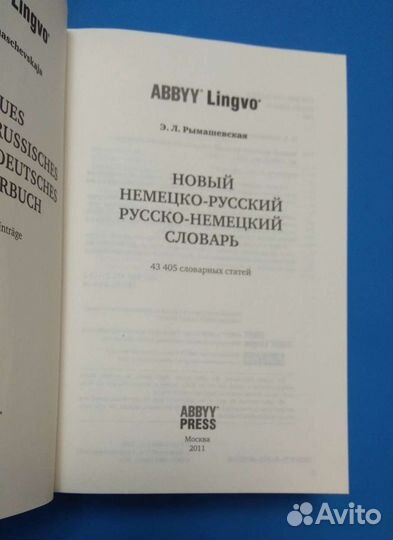 Lingvo®
naschevskaja
UES
RUSSISCHES
DEUTSCHES
RBUCH
inträge
ABBYY® Lingvo®
Э. Л. Рымашевская
НОВЫЙ
НЕМЕЦКО-РУССКИЙ
РУССКО-НЕМЕЦКИЙ
СЛОВАРЬ
43 405 словарных статей
ABBYY®
PRESS
Москва
2011
Avito